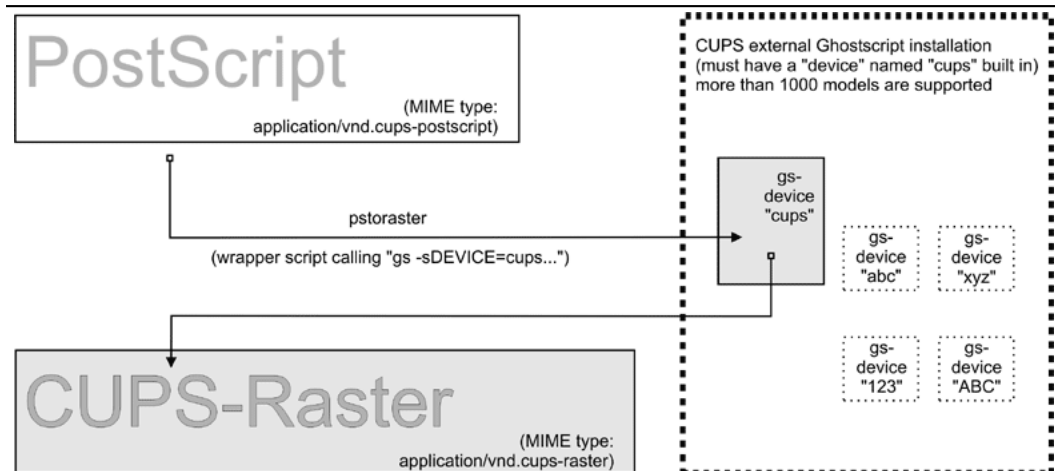 PostScript
(MIME type:
application/vnd.cups-postscript)
CUPS external Ghostscript installation
(must have a "device" named "cups" built in)
more than 1000 models are supported
gs-
device
"cups"
pstoraster
(wrapper script calling "gs -sDEVICE=cups...")
gs-
device
"abc"
gs-
device
"xyz"
gs-
device
"123"
gs-
device
"ABC"
CUPS-Raster
(MIME type:
application/vnd.cups-raster)